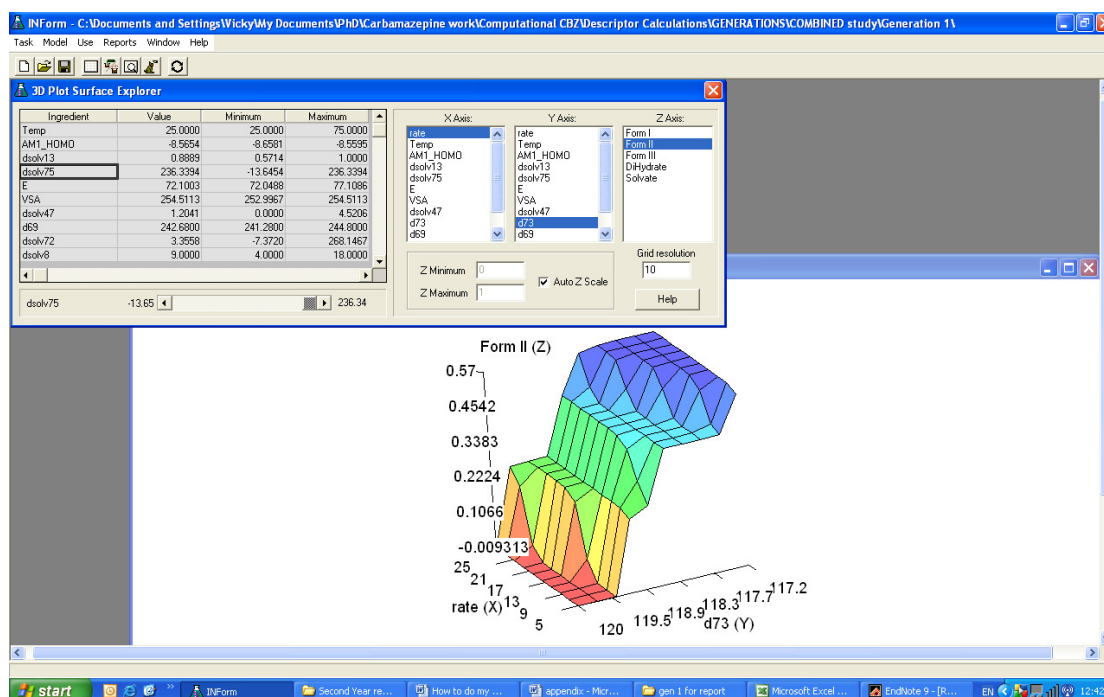 INForm - C:\Documents and Settings\Vicky\My Documents\PhD\Carbamazepine work\Computational CBZ\Descriptor Calculations\GENERATIONS\COMBINED study\Generation 1\
Task Model Use Reports Window Help
3D Plot Surface Explorer
Ingredient Value Minimum Maximum
Temp 25.0000 25.0000 75.0000
AM1_HOMO -8.5654 -8.6581 -8.5595
dsolv13 0.8889 0.5714 1.0000
dsolv75 236.3394 -13.6454 236.3394
E 72.1003 72.0488 77.1086
VSA 254.5113 252.9967 254.5113
dsolv47 1.2041 0.0000 4.5206
d69 242.6800 241.2800 244.8000
dsolv72 3.3558 -7.3720 268.1467
dsolv8 9.0000 4.0000 18.0000
dsolv75 -13.65 236.34
X Axis:
rate
Temp
AM1_HOMO
dsolv13
dsolv75
E
VSA
dsolv47
d73
d69
Y Axis:
rate
Temp
AM1_HOMO
dsolv13
dsolv75
E
VSA
dsolv47
d73
d69
Z Axis:
Form I
Form II
Form III
DiHydrate
Solvate
Z Minimum 0
Z Maximum 1
Auto Z Scale
Grid resolution
10
Help
Form II (Z)
0.57
0.4542
0.3383
0.2224
0.1066
-0.009313
25
21
17
13
9
5
rate (X)
120
119.5
118.9
118.3
117.7
117.2
d73 (Y)
start
INForm
Second Year re...
How to do my ...
appendix - Micr...
gen 1 for report
Microsoft Excel ...
EndNote 9 - [R...
EN
12:42